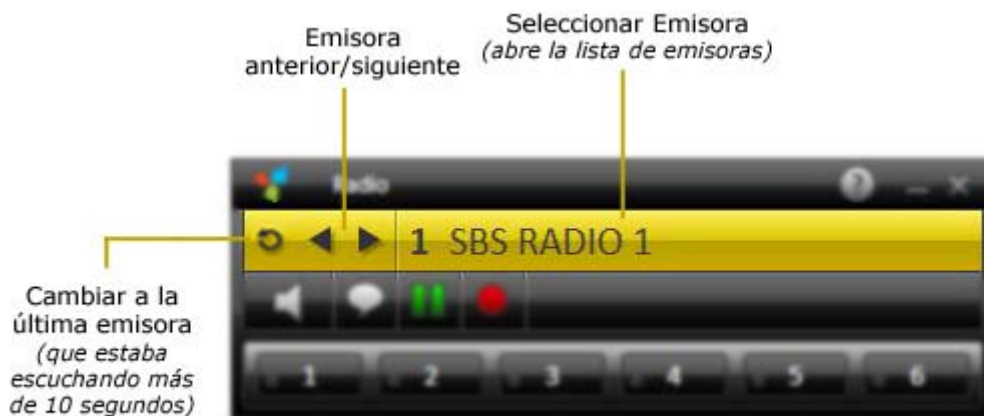 Emisora
anterior/siguiente
Seleccionar Emisora
(abre la lista de emisoras)
Radio
?
1 SBS RADIO 1
Cambiar a la
última emisora
(que estaba
escuchando más
de 10 segundos)
1 2 3 4 5 6